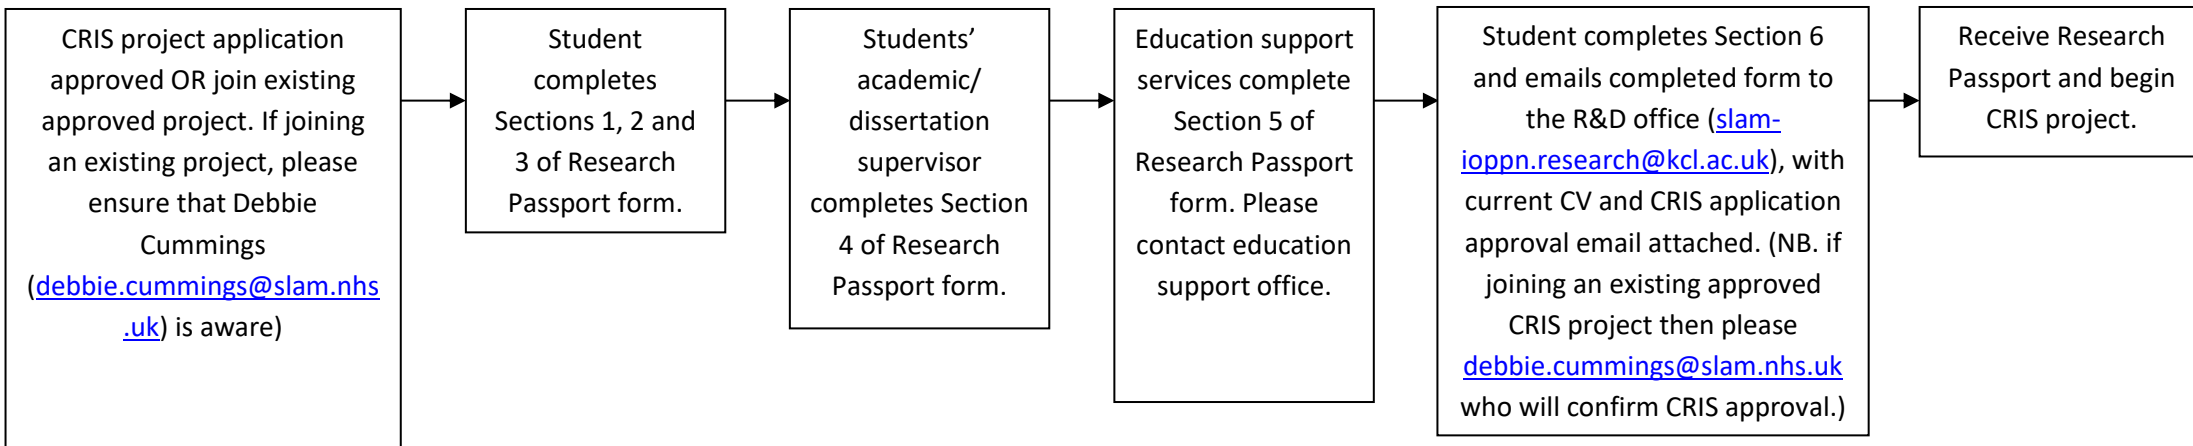 CRIS project application
approved OR join existing
approved project. If joining
an existing project, please
ensure that Debbie
Cummings
(debbie.cummings@slam.nhs
.uk) is aware)
Student
completes
Sections 1, 2 and
3 of Research
Passport form.
Students’
academic/
dissertation
supervisor
completes Section
4 of Research
Passport form.
Education support
services complete
Section 5 of
Research Passport
form. Please
contact education
support office.
Student completes Section 6
and emails completed form to
the R&D office (slam-
ioppn.research@kcl.ac.uk), with
current CV and CRIS application
approval email attached. (NB. if
joining an existing approved
CRIS project then please
debbie.cummings@slam.nhs.uk
who will confirm CRIS approval.)
Receive Research
Passport and begin
CRIS project.